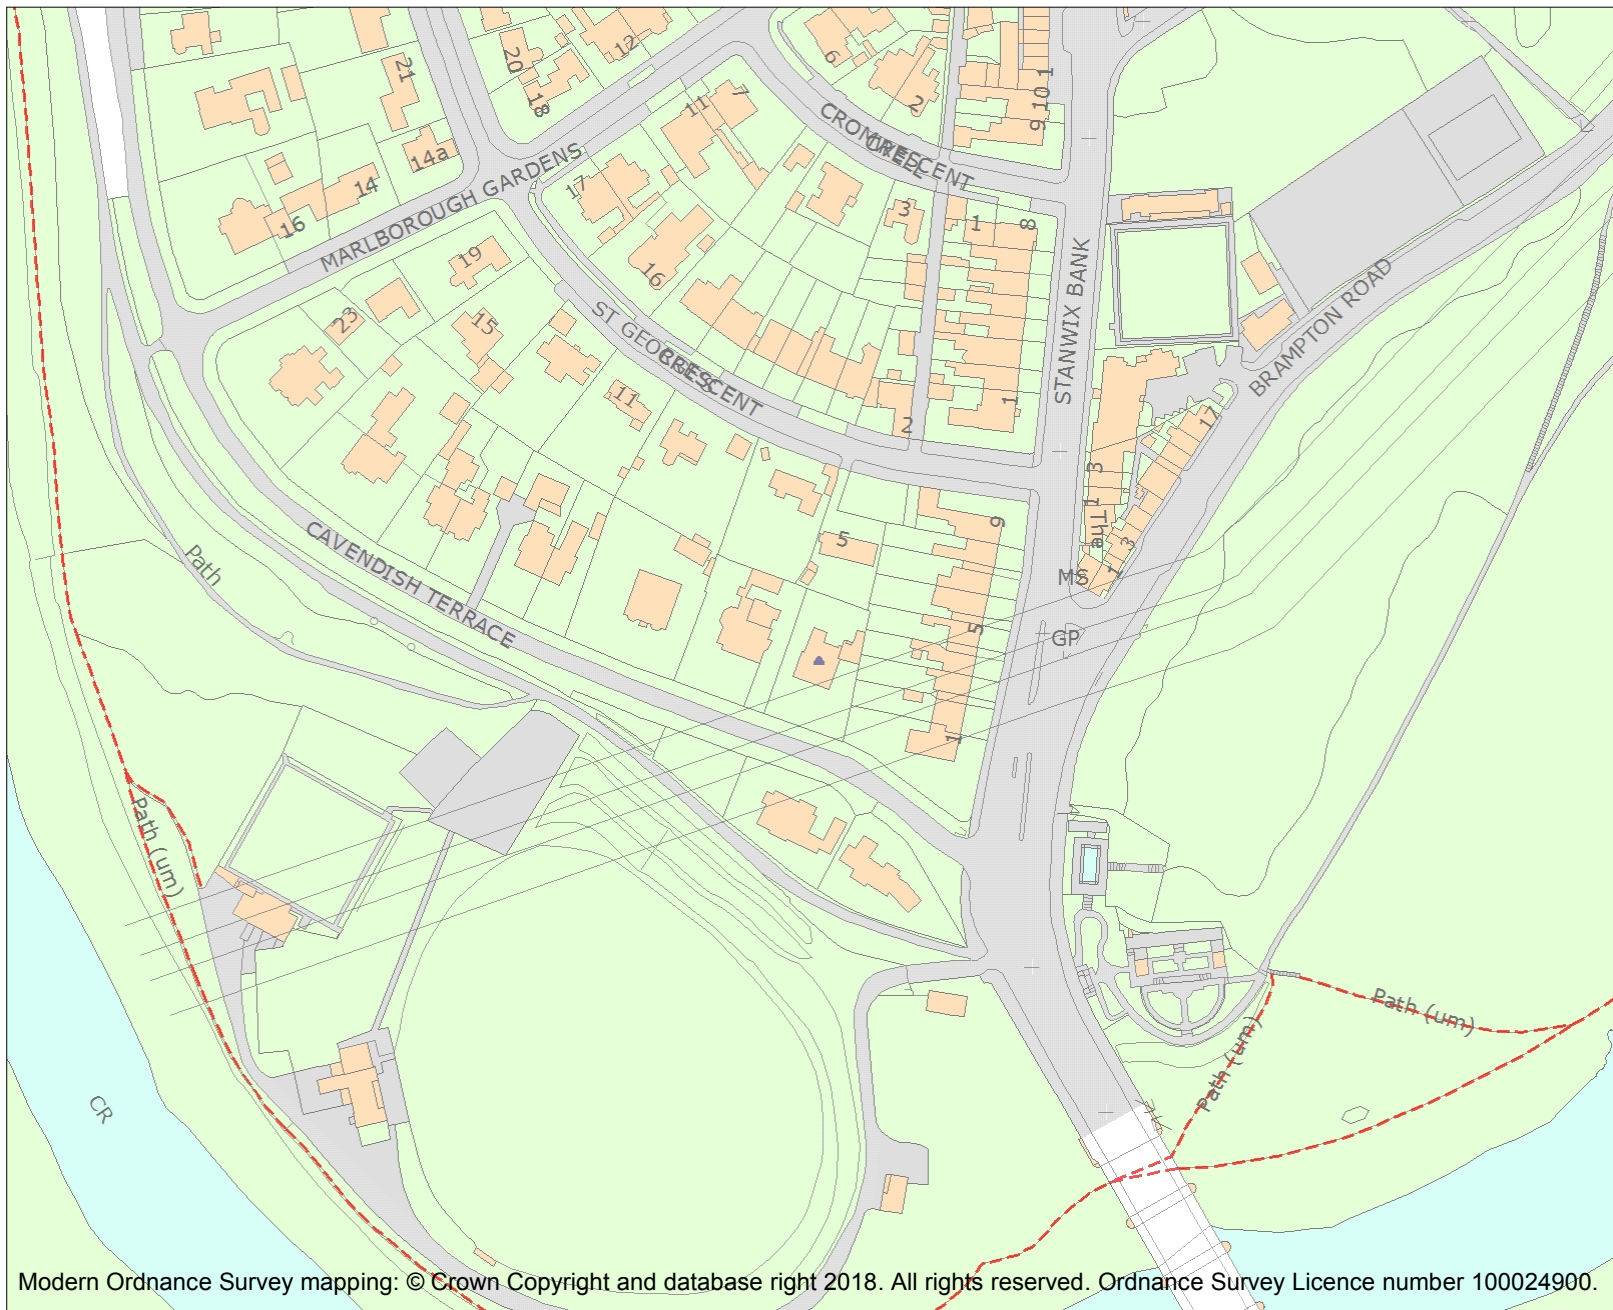 20
12
6
21
18
11
7
2
9 10 1
CROMWELL
CRESCENT
14a
14
16
MARLBOROUGH GARDENS
17
3
1
8
19
16
STANWIX BANK
BRAMPTON ROAD
23
15
ST GEORGES
CRESCENT
11
2
1
17
3
1
The
3
1
9
5
MS
Path
CAVENDISH TERRACE
5
GP
1
Path (um)
Path (um)
Path (um)
CR
Modern Ordnance Survey mapping: © Crown Copyright and database right 2018. All rights reserved. Ordnance Survey Licence number 100024900.